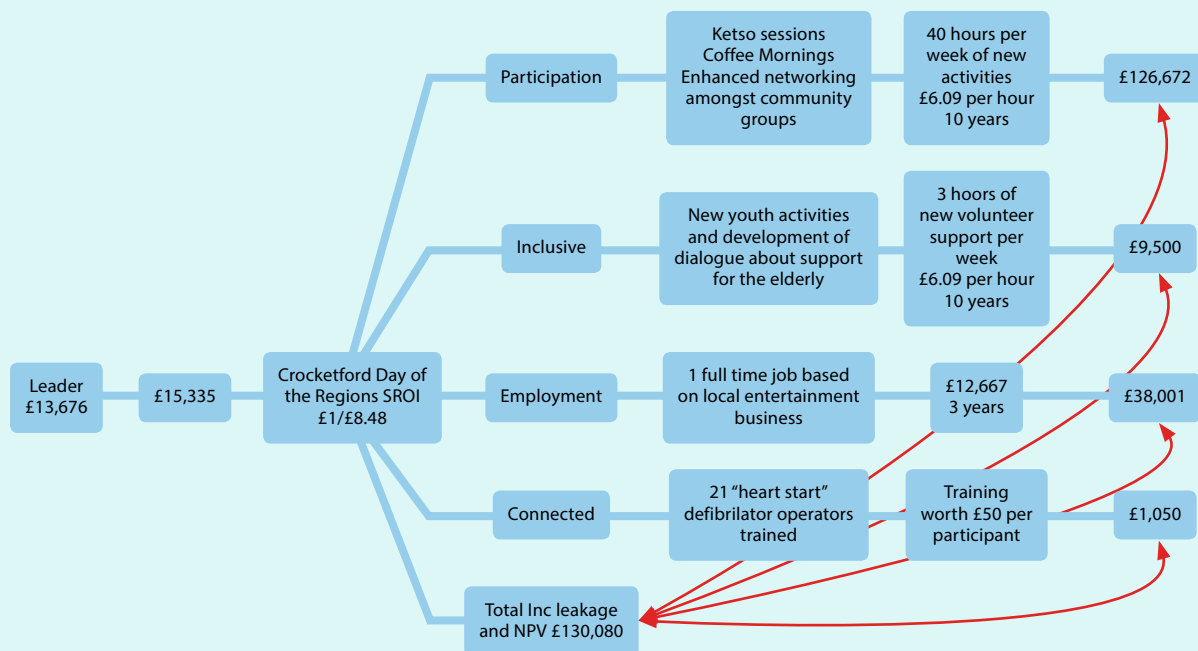 Participation
Ketso sessions
Coffee Mornings
Enhanced networking
amongst community
groups
40 hours per
week of new
activities
£6.09 per hour
10 years
£126,672
Inclusive
New youth activities
and development of
dialogue about support
for the elderly
3 hoors of
new volunteer
support per
week
£6.09 per hour
10 years
£9,500
Leader
£13,676
£15,335
Crocketford Day of
the Regions SROI
£1/£8.48
Employment
1 full time job based
on local entertainment
business
£12,667
3 years
£38,001
Connected
21 “heart start”
defibrilator operators
trained
Training
worth £50 per
participant
£1,050
Total Inc leakage
and NPV £130,080